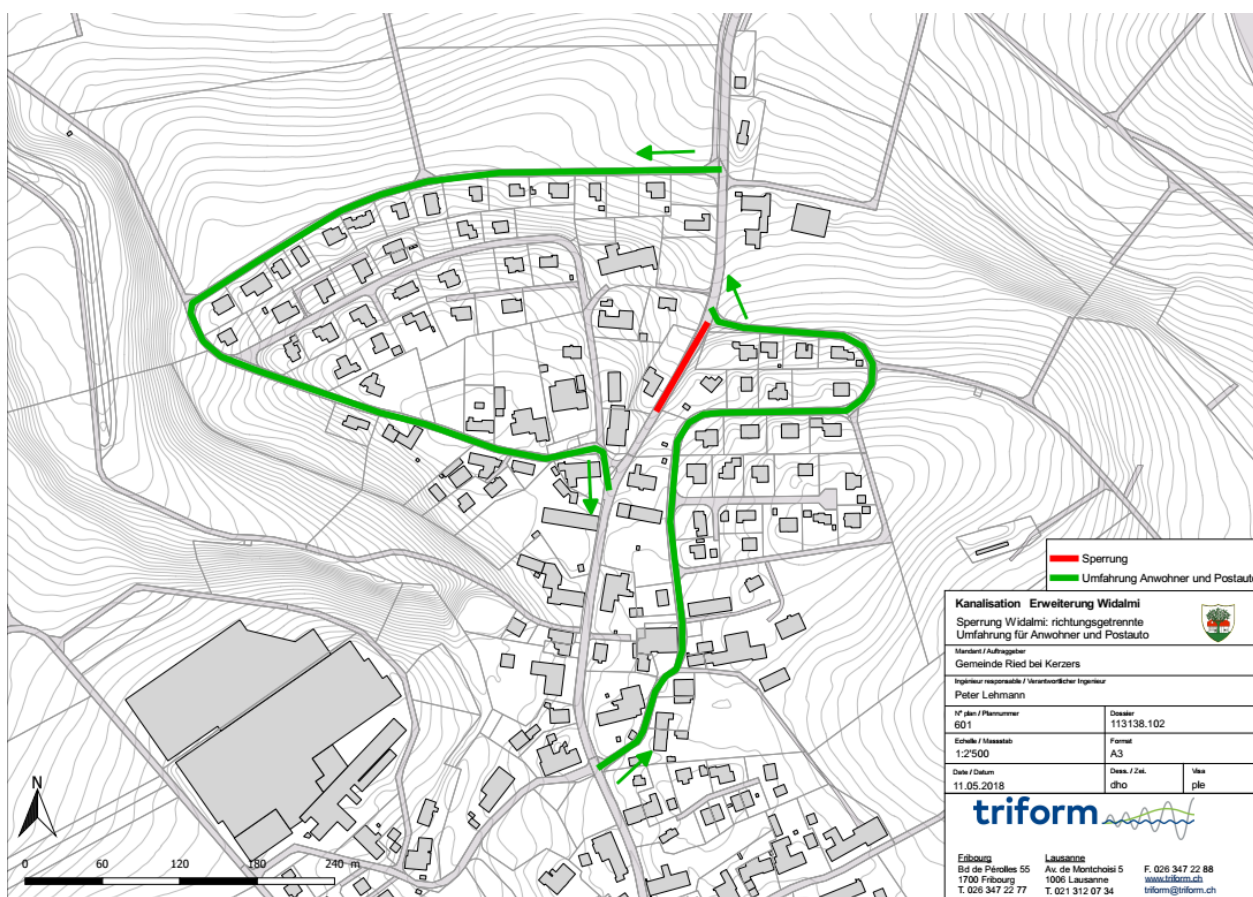 Sperrung
Umfahrung Anwohner und Postauto
Kanalisation Erweiterung Widalmi
Sperrung Widalmi: richtungsgetrennte
Umfahrung für Anwohner und Postauto
Mandant / Auftraggeber
Gemeinde Ried bei Kerzers
Ingénieur responsable / Verantwortlicher Ingenieur
Peter Lehmann
N° plan / Plannummer
601
Dossier
113138.102
Echelle / Massstab
1:2'500
Format
A3
Date / Datum
11.05.2018
Dess. / Zei.
dho
Visa
ple
triform
Fribourg
Bd de Pérolles 55
1700 Fribourg
T. 026 347 22 77
Lausanne
Av. de Montchoisi 5
1006 Lausanne
T. 021 312 07 34
F. 026 347 22 88
www.triform.ch
triform@triform.ch
N
0 60 120 180 240 m